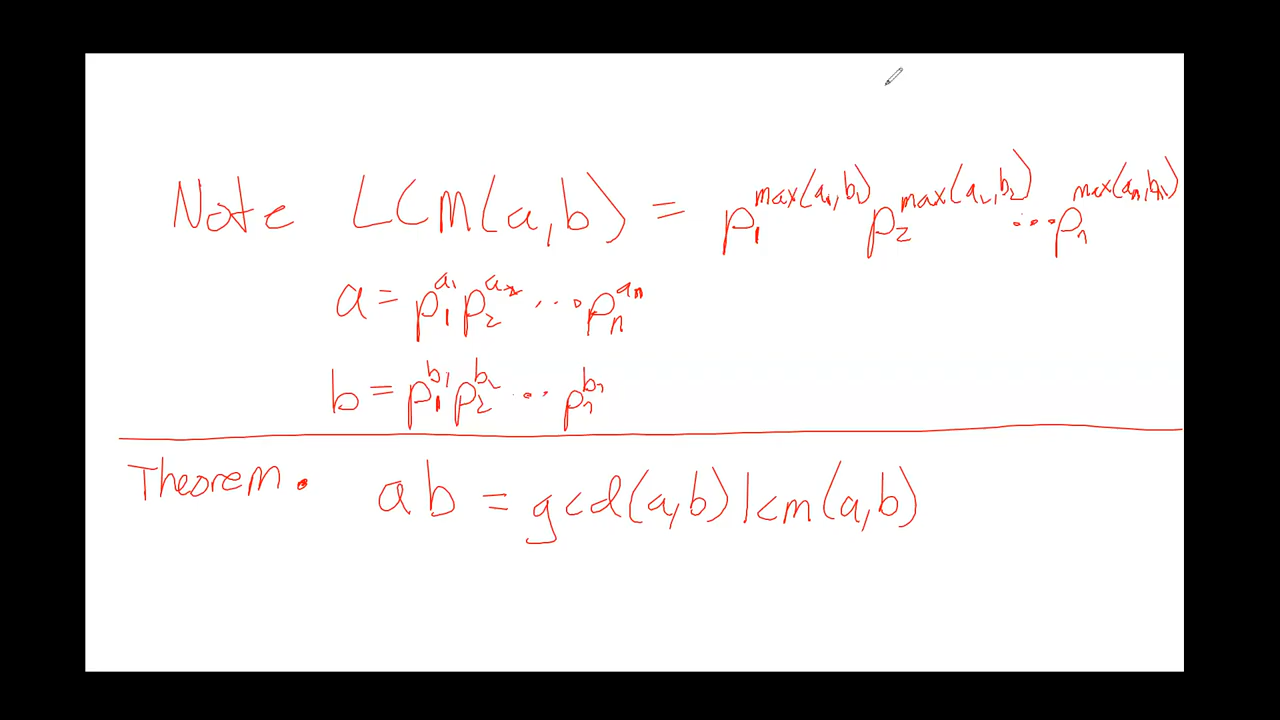 Note LCM(a,b) = p₁^max(a₁,b₁) p₂^max(a₂,b₂) ...pₙ^max(aₙ,bₙ)
a = p₁^a₁ p₂^a₂ ... pₙ^aₙ
b = p₁^b₁ p₂^b₂ ... pₙ^bₙ
Theorem. ab = gcd(a,b) lcm(a,b)